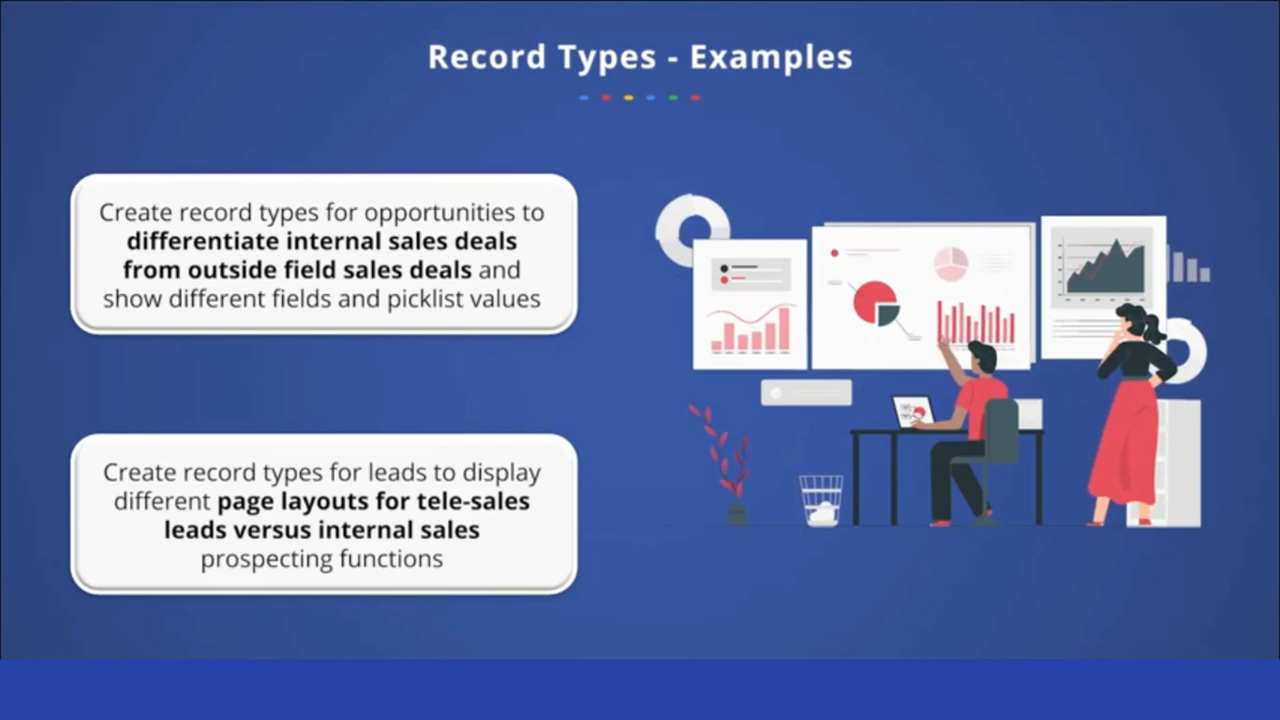 Record Types - Examples
Create record types for opportunities to
differentiate internal sales deals
from outside field sales deals and
show different fields and picklist values
Create record types for leads to display
different page layouts for tele-sales
leads versus internal sales
prospecting functions